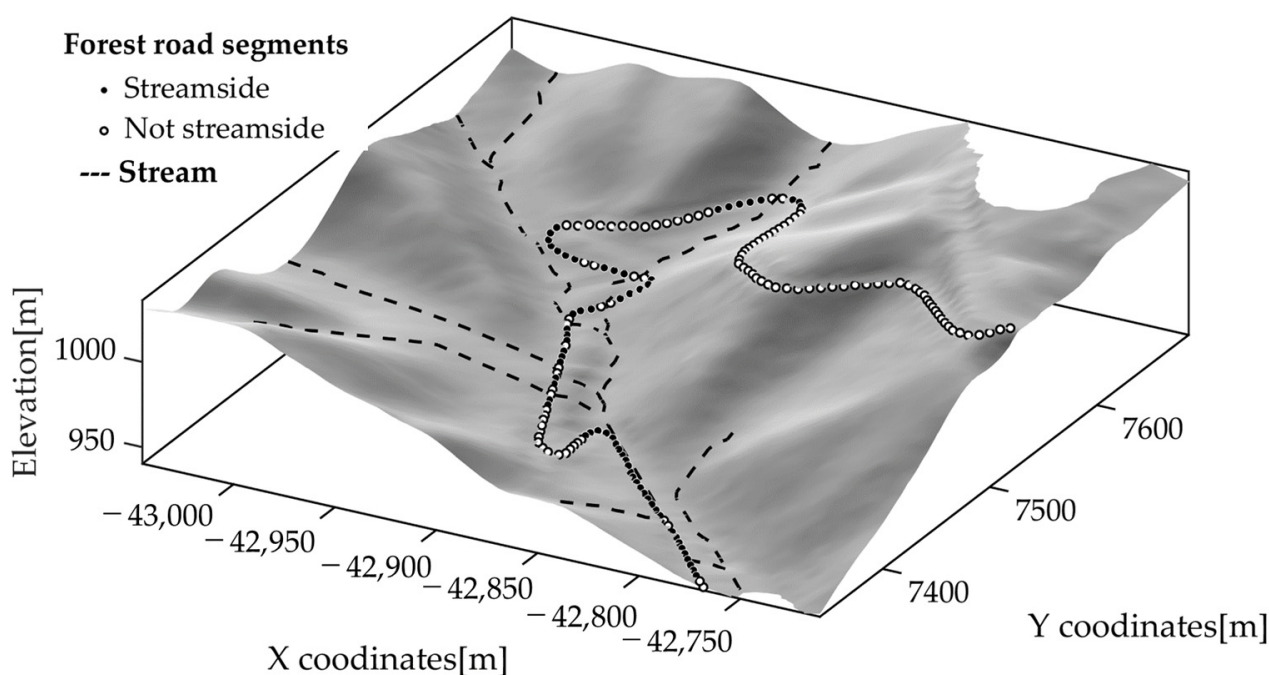 Forest road segments
Streamside
Not streamside
--- Stream
Elevation[m]
1000
950
−43,000
−42,950
−42,900
−42,850
−42,800
−42,750
X coodinates[m]
7400
7500
7600
Y coodinates[m]